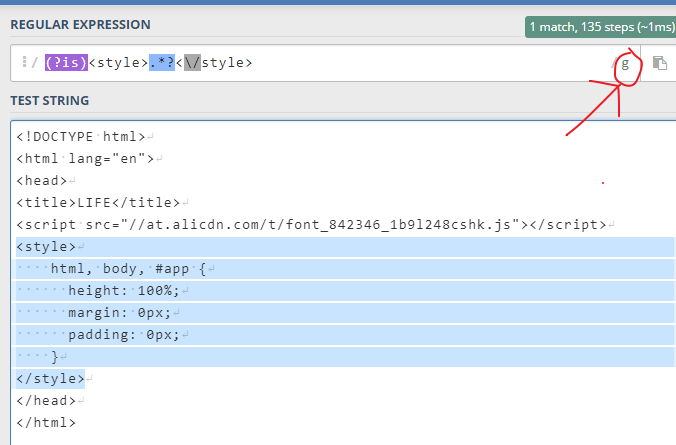 REGULAR EXPRESSION
1 match, 135 steps (~1ms)
/ (?is)<style>.*?<\/style> / g
TEST STRING
<!DOCTYPE html>
<html lang="en">
<head>
<title>LIFE</title>
<script src="//at.alicdn.com/t/font_842346_1b9l248cshk.js"></script>
<style>
    html, body, #app {
      height: 100%;
      margin: 0px;
      padding: 0px;
    }
</style>
</head>
</html>